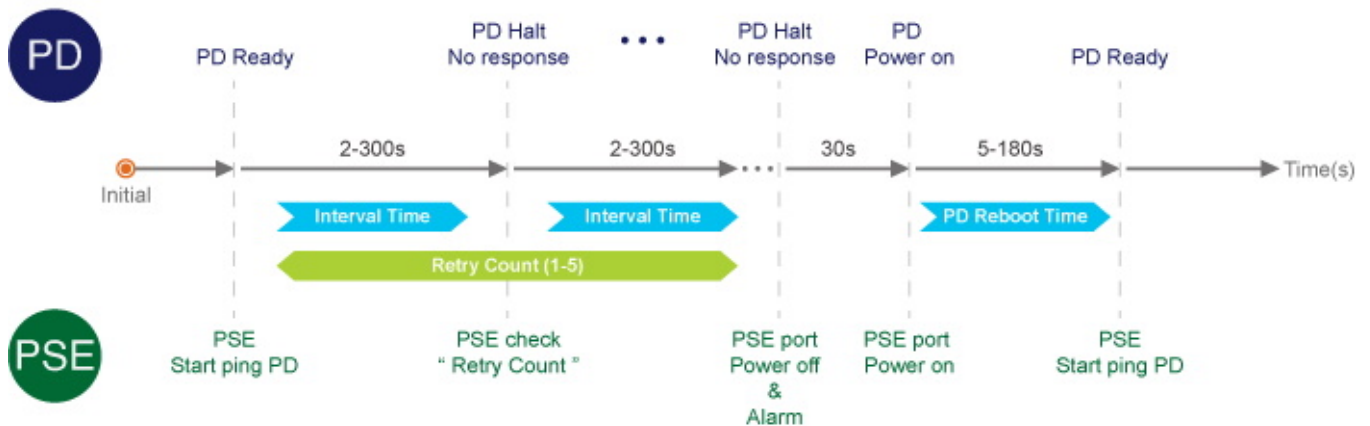 PD
PD Ready
PD Halt
No response
•••
PD Halt
No response
PD
Power on
PD Ready
2-300s
2-300s
30s
5-180s
Initial
Time(s)
Interval Time
Interval Time
PD Reboot Time
Retry Count (1-5)
PSE
PSE
Start ping PD
PSE check
“ Retry Count ”
PSE port
Power off
&
Alarm
PSE port
Power on
PSE
Start ping PD